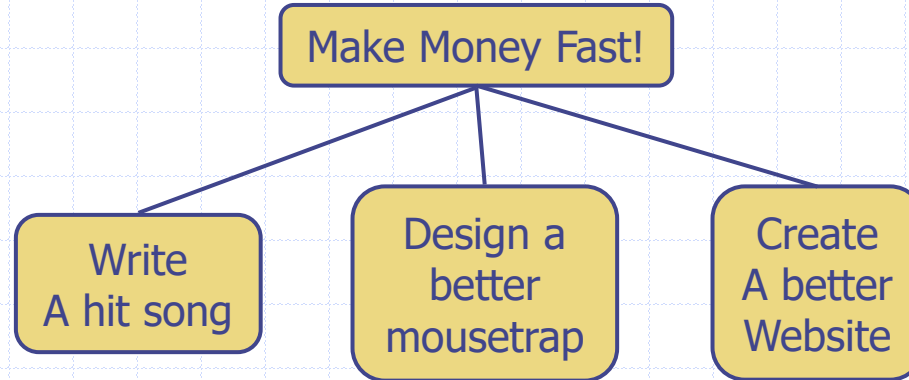 Make Money Fast!
Write
A hit song
Design a
better
mousetrap
Create
A better
Website